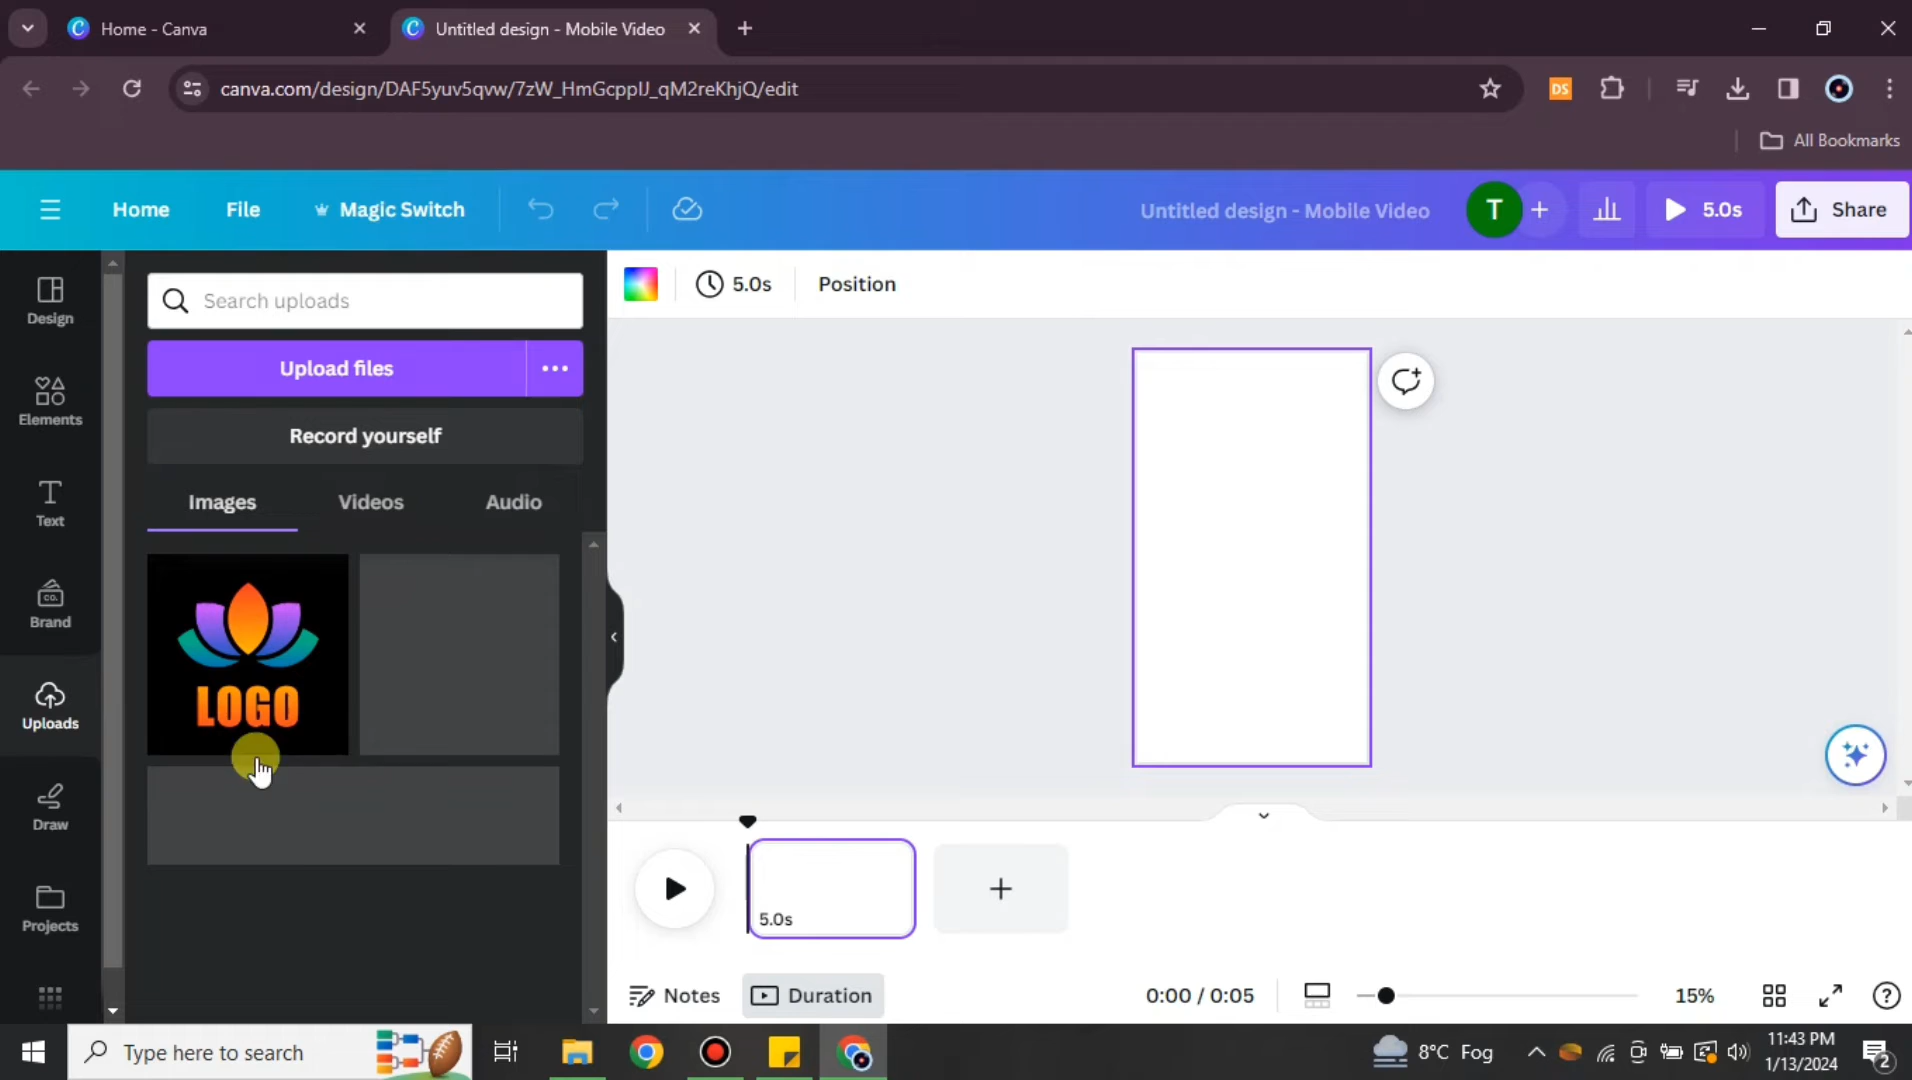 Home - Canva
Untitled design - Mobile Video
canva.com/design/DAF5yuv5qvw/7zW_HmGcppIJ_qM2reKhjQ/edit
DS
All Bookmarks
Home
File
Magic Switch
Untitled design - Mobile Video
T
5.0s
Share
Design
Elements
Text
CO.
Brand
Uploads
Draw
Projects
Search uploads
Upload files
Record yourself
Images
Videos
Audio
LOGO
5.0s
Position
5.0s
Notes
Duration
0:00 / 0:05
15%
Type here to search
8°C Fog
11:43 PM
1/13/2024
2